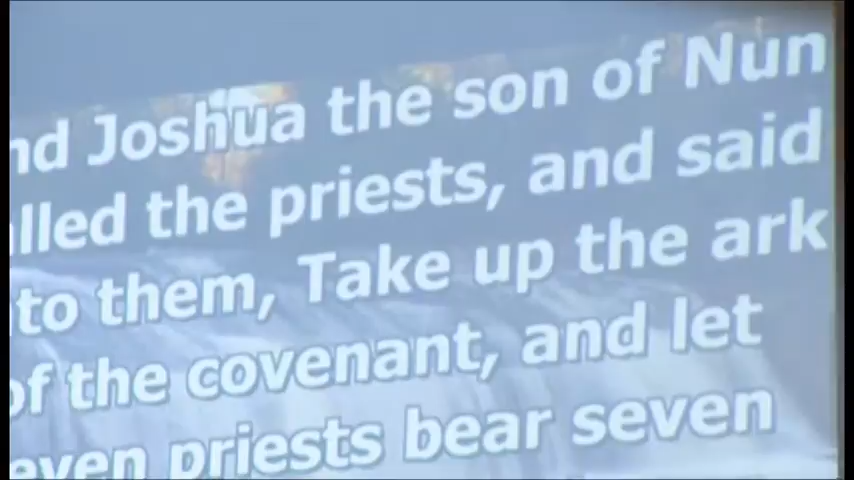 nd Joshua the son of Nun
lled the priests, and said
to them, Take up the ark
of the covenant, and let
even priests bear seven